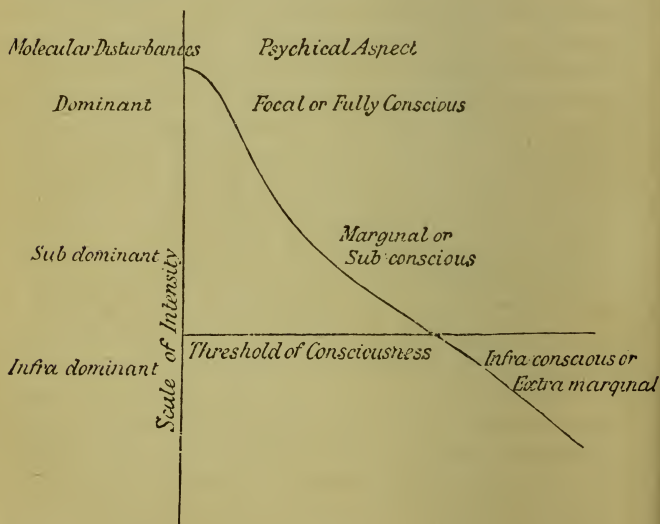 Molecular Disturbances
Psychical Aspect
Dominant
Focal or Fully Conscious
Marginal or
Sub-conscious
Sub dominant
Scale of Intensity
Threshold of Consciousness
Infra dominant
Infra conscious or
Extra marginal